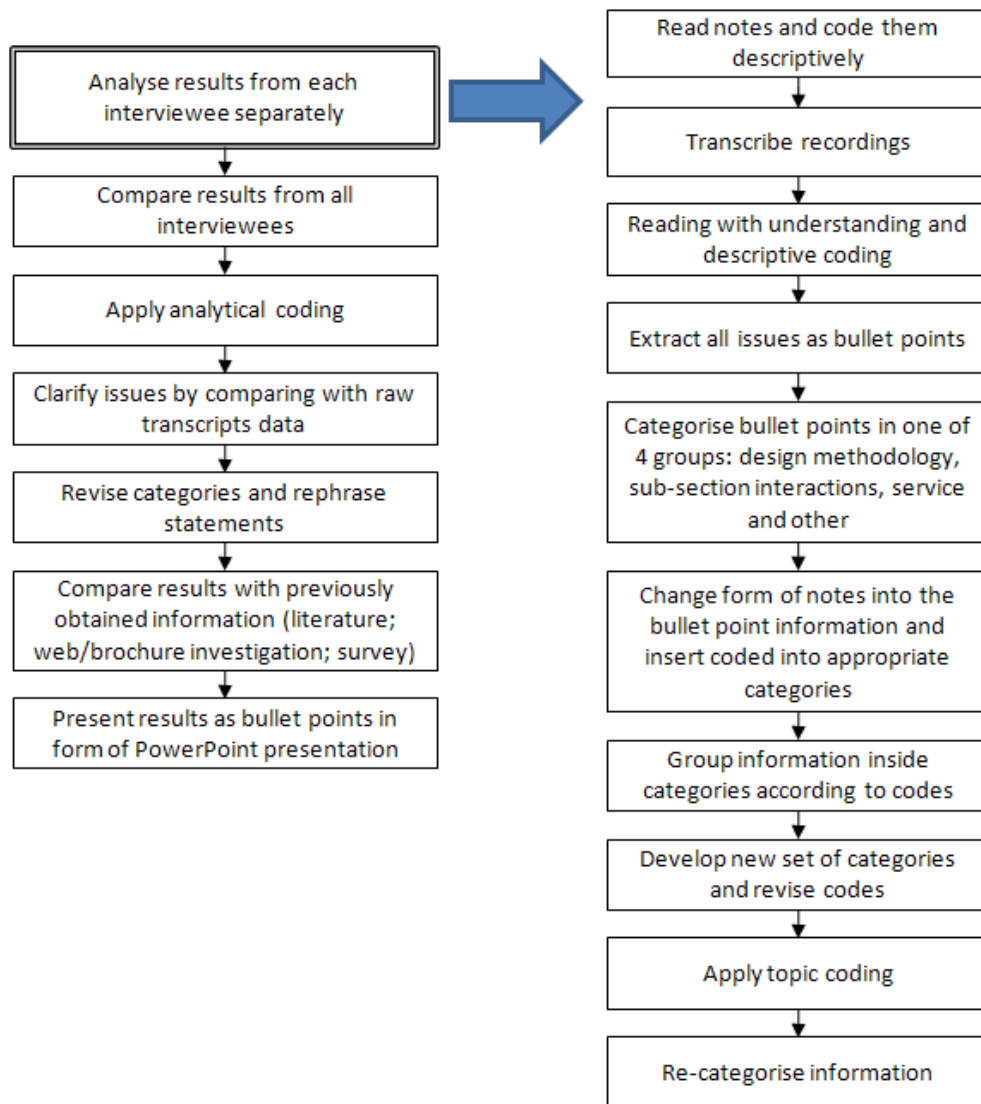 Analyse results from each
interviewee separately
Compare results from all
interviewees
Apply analytical coding
Clarify issues by comparing with raw
transcripts data
Revise categories and rephrase
statements
Compare results with previously
obtained information (literature;
web/brochure investigation; survey)
Present results as bullet points in
form of PowerPoint presentation
Read notes and code them
descriptively
Transcribe recordings
Reading with understanding and
descriptive coding
Extract all issues as bullet points
Categorise bullet points in one of
4 groups: design methodology,
sub-section interactions, service
and other
Change form of notes into the
bullet point information and
insert coded into appropriate
categories
Group information inside
categories according to codes
Develop new set of categories
and revise codes
Apply topic coding
Re-categorise information